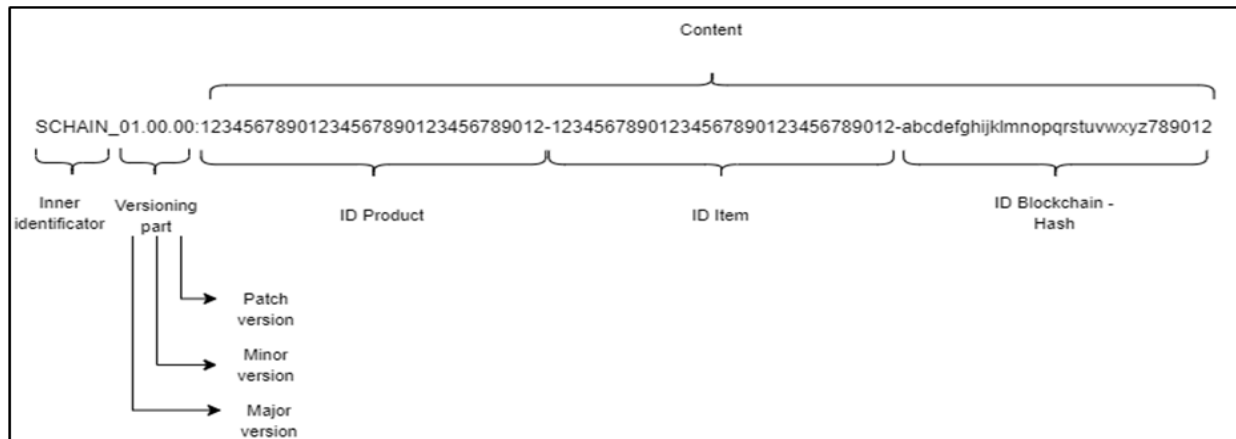 Content
SCHAIN_01.00.00:12345678901234567890123456789012-12345678901234567890123456789012-abcdefghijklmnopqrstuvwxyz789012
Inner
identificator
Versioning
part
ID Product
ID Item
ID Blockchain -
Hash
Patch
version
Minor
version
Major
version